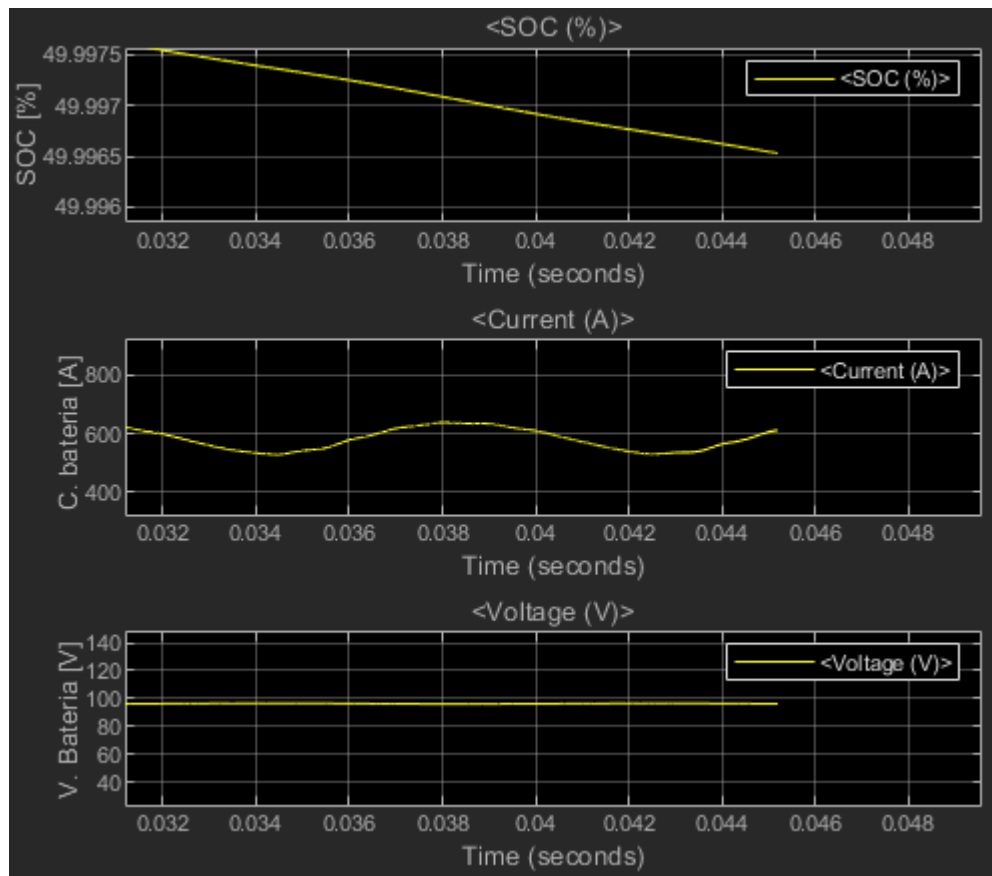 <SOC (%)>
SOC [%]
49.9975
49.997
49.9965
49.996
<SOC (%)>
0.032 0.034 0.036 0.038 0.04 0.042 0.044 0.046 0.048
Time (seconds)
<Current (A)>
C. bateria [A]
800
600
400
<Current (A)>
0.032 0.034 0.036 0.038 0.04 0.042 0.044 0.046 0.048
Time (seconds)
<Voltage (V)>
V. Bateria [V]
140
120
100
80
60
40
<Voltage (V)>
0.032 0.034 0.036 0.038 0.04 0.042 0.044 0.046 0.048
Time (seconds)